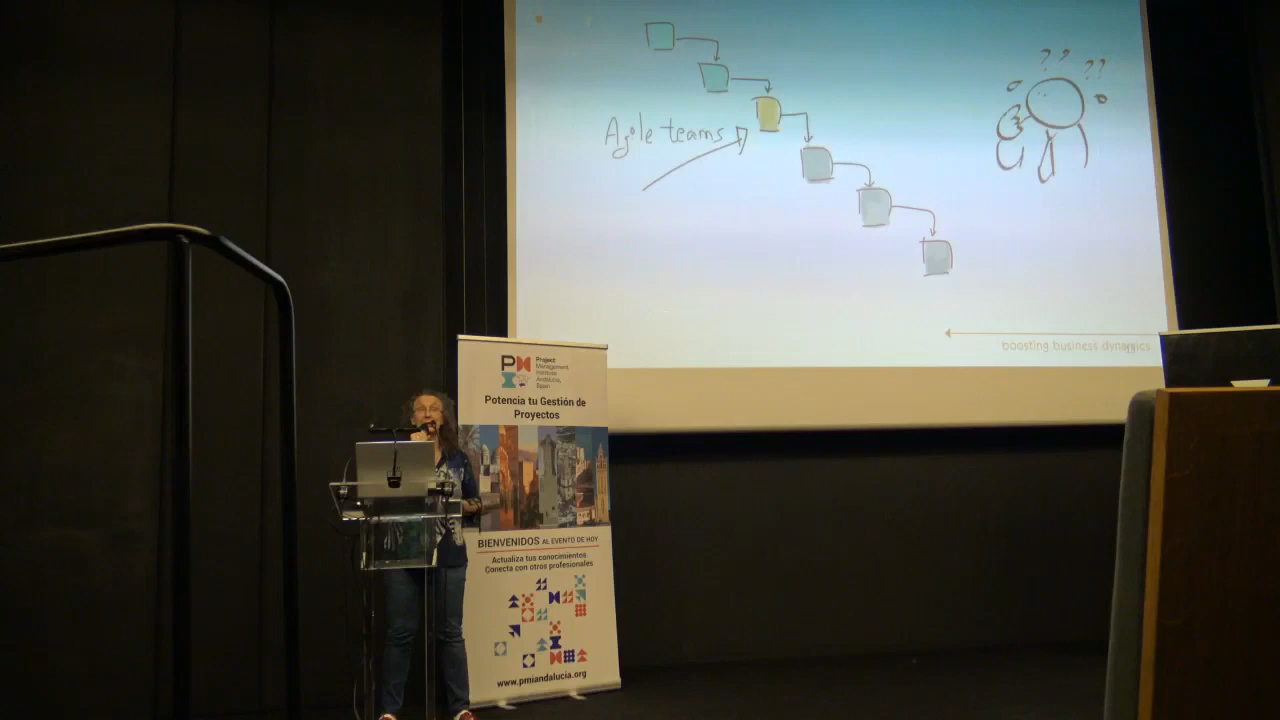 ?? ??
Agile teams
boosting business dynamics
PM
Project
Management
Institute
Andalucía,
Spain
Potencia tu Gestión de
Proyectos
BIENVENIDOS AL EVENTO DE HOY
Actualiza tus conocimientos
Conecta con otros profesionales
www.pmiandalucia.org